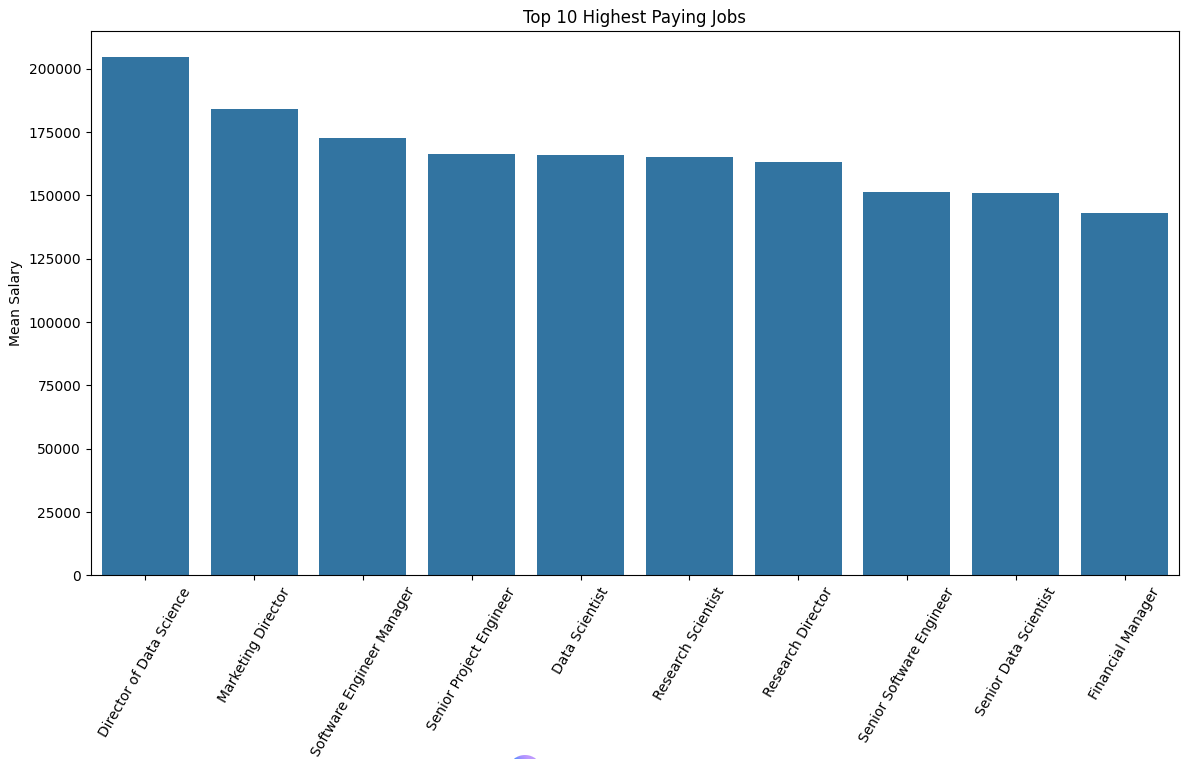 Top 10 Highest Paying Jobs
Mean Salary
200000
175000
150000
125000
100000
75000
50000
25000
0
Director of Data Science
Marketing Director
Software Engineer Manager
Senior Project Engineer
Data Scientist
Research Scientist
Research Director
Senior Software Engineer
Senior Data Scientist
Financial Manager